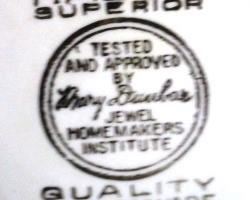 SUPERIOR
TESTED
AND APPROVED
BY
Mary Dunbar
JEWEL
HOMEMAKERS
INSTITUTE
QUALITY